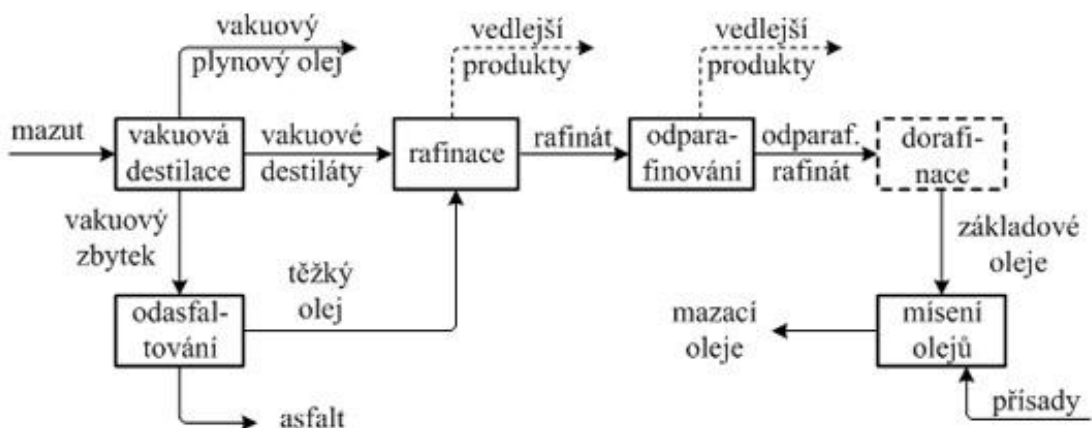 vakuový
plynový olej
vedlejší
produkty
vedlejší
produkty
mazut
vakuová
destilace
vakuové
destiláty
rafinace
rafinát
odpara-
finování
odparaf.
rafinát
dorafi-
nace
vakuový
zbytek
základové
oleje
odasfal-
tování
těžký
olej
mazací
oleje
mísení
olejů
asfalt
přísady